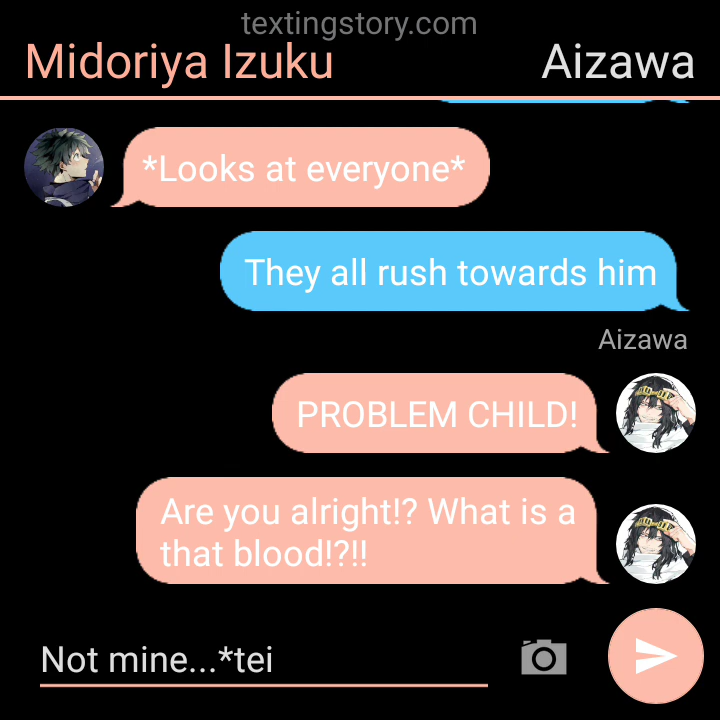 textingstory.com
Midoriya Izuku
Aizawa
*Looks at everyone*
They all rush towards him
Aizawa
PROBLEM CHILD!
Are you alright!? What is a
that blood!?!!
Not mine...*tei